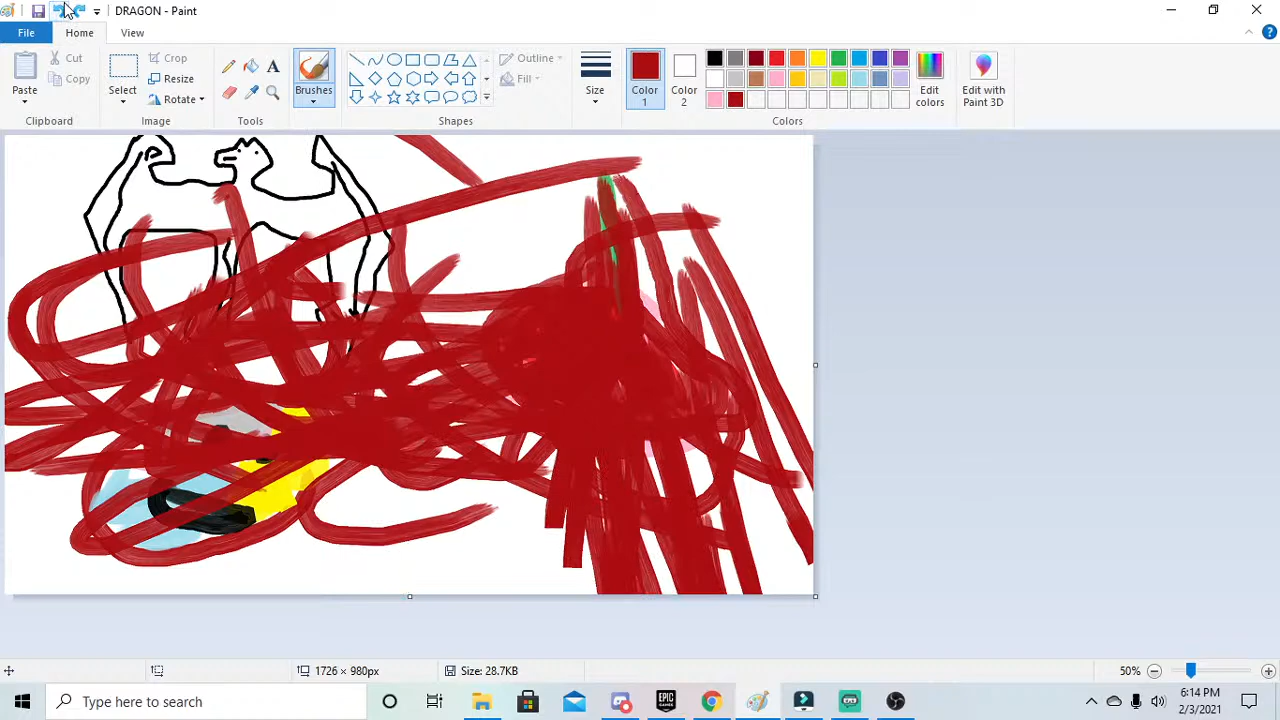 DRAGON - Paint
File
Home
View
Paste
Cut
Copy
Clipboard
Select
Crop
Resize
Rotate
Image
A
Tools
Brushes
Outline
Fill
Shapes
Size
Color 1
Color 2
Edit colors
Edit with Paint 3D
Colors
1726 × 980px
Size: 28.7KB
50%
Type here to search
EPIC GAMES
6:14 PM
2/3/2021